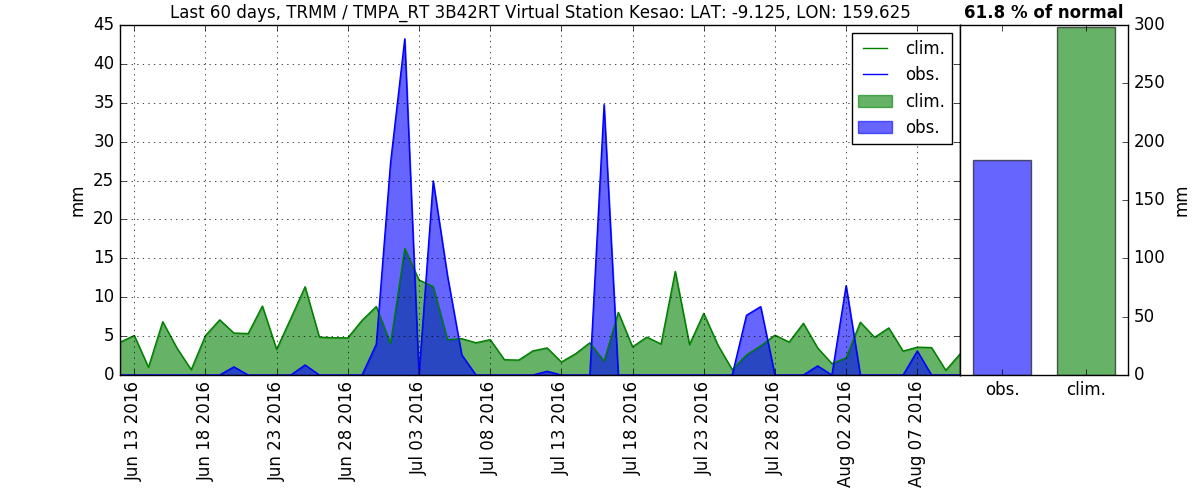 Last 60 days, TRMM / TMPA_RT 3B42RT Virtual Station Kesao: LAT: -9.125, LON: 159.625
61.8 % of normal
45
40
35
30
25
20
15
10
5
0
mm
clim.
obs.
clim.
obs.
Jun 13 2016
Jun 18 2016
Jun 23 2016
Jun 28 2016
Jul 03 2016
Jul 08 2016
Jul 13 2016
Jul 18 2016
Jul 23 2016
Jul 28 2016
Aug 02 2016
Aug 07 2016
300
250
200
150
100
50
0
mm
obs.
clim.